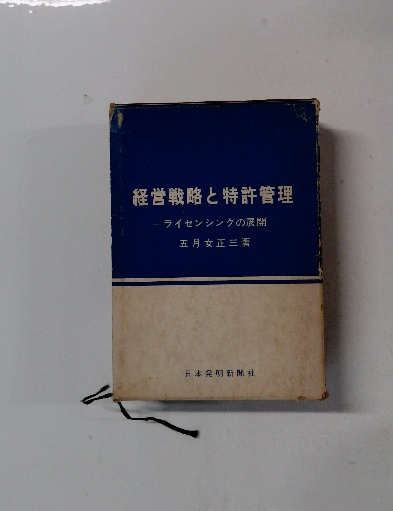 経営戦略と特許管理
―ライセンシングの展開
五月女正三著
日本発明新聞社